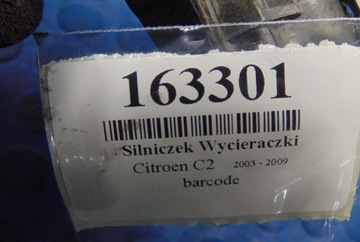 163301
Silniczek Wycieraczki
Citroen C2 2003 - 2009
barcode